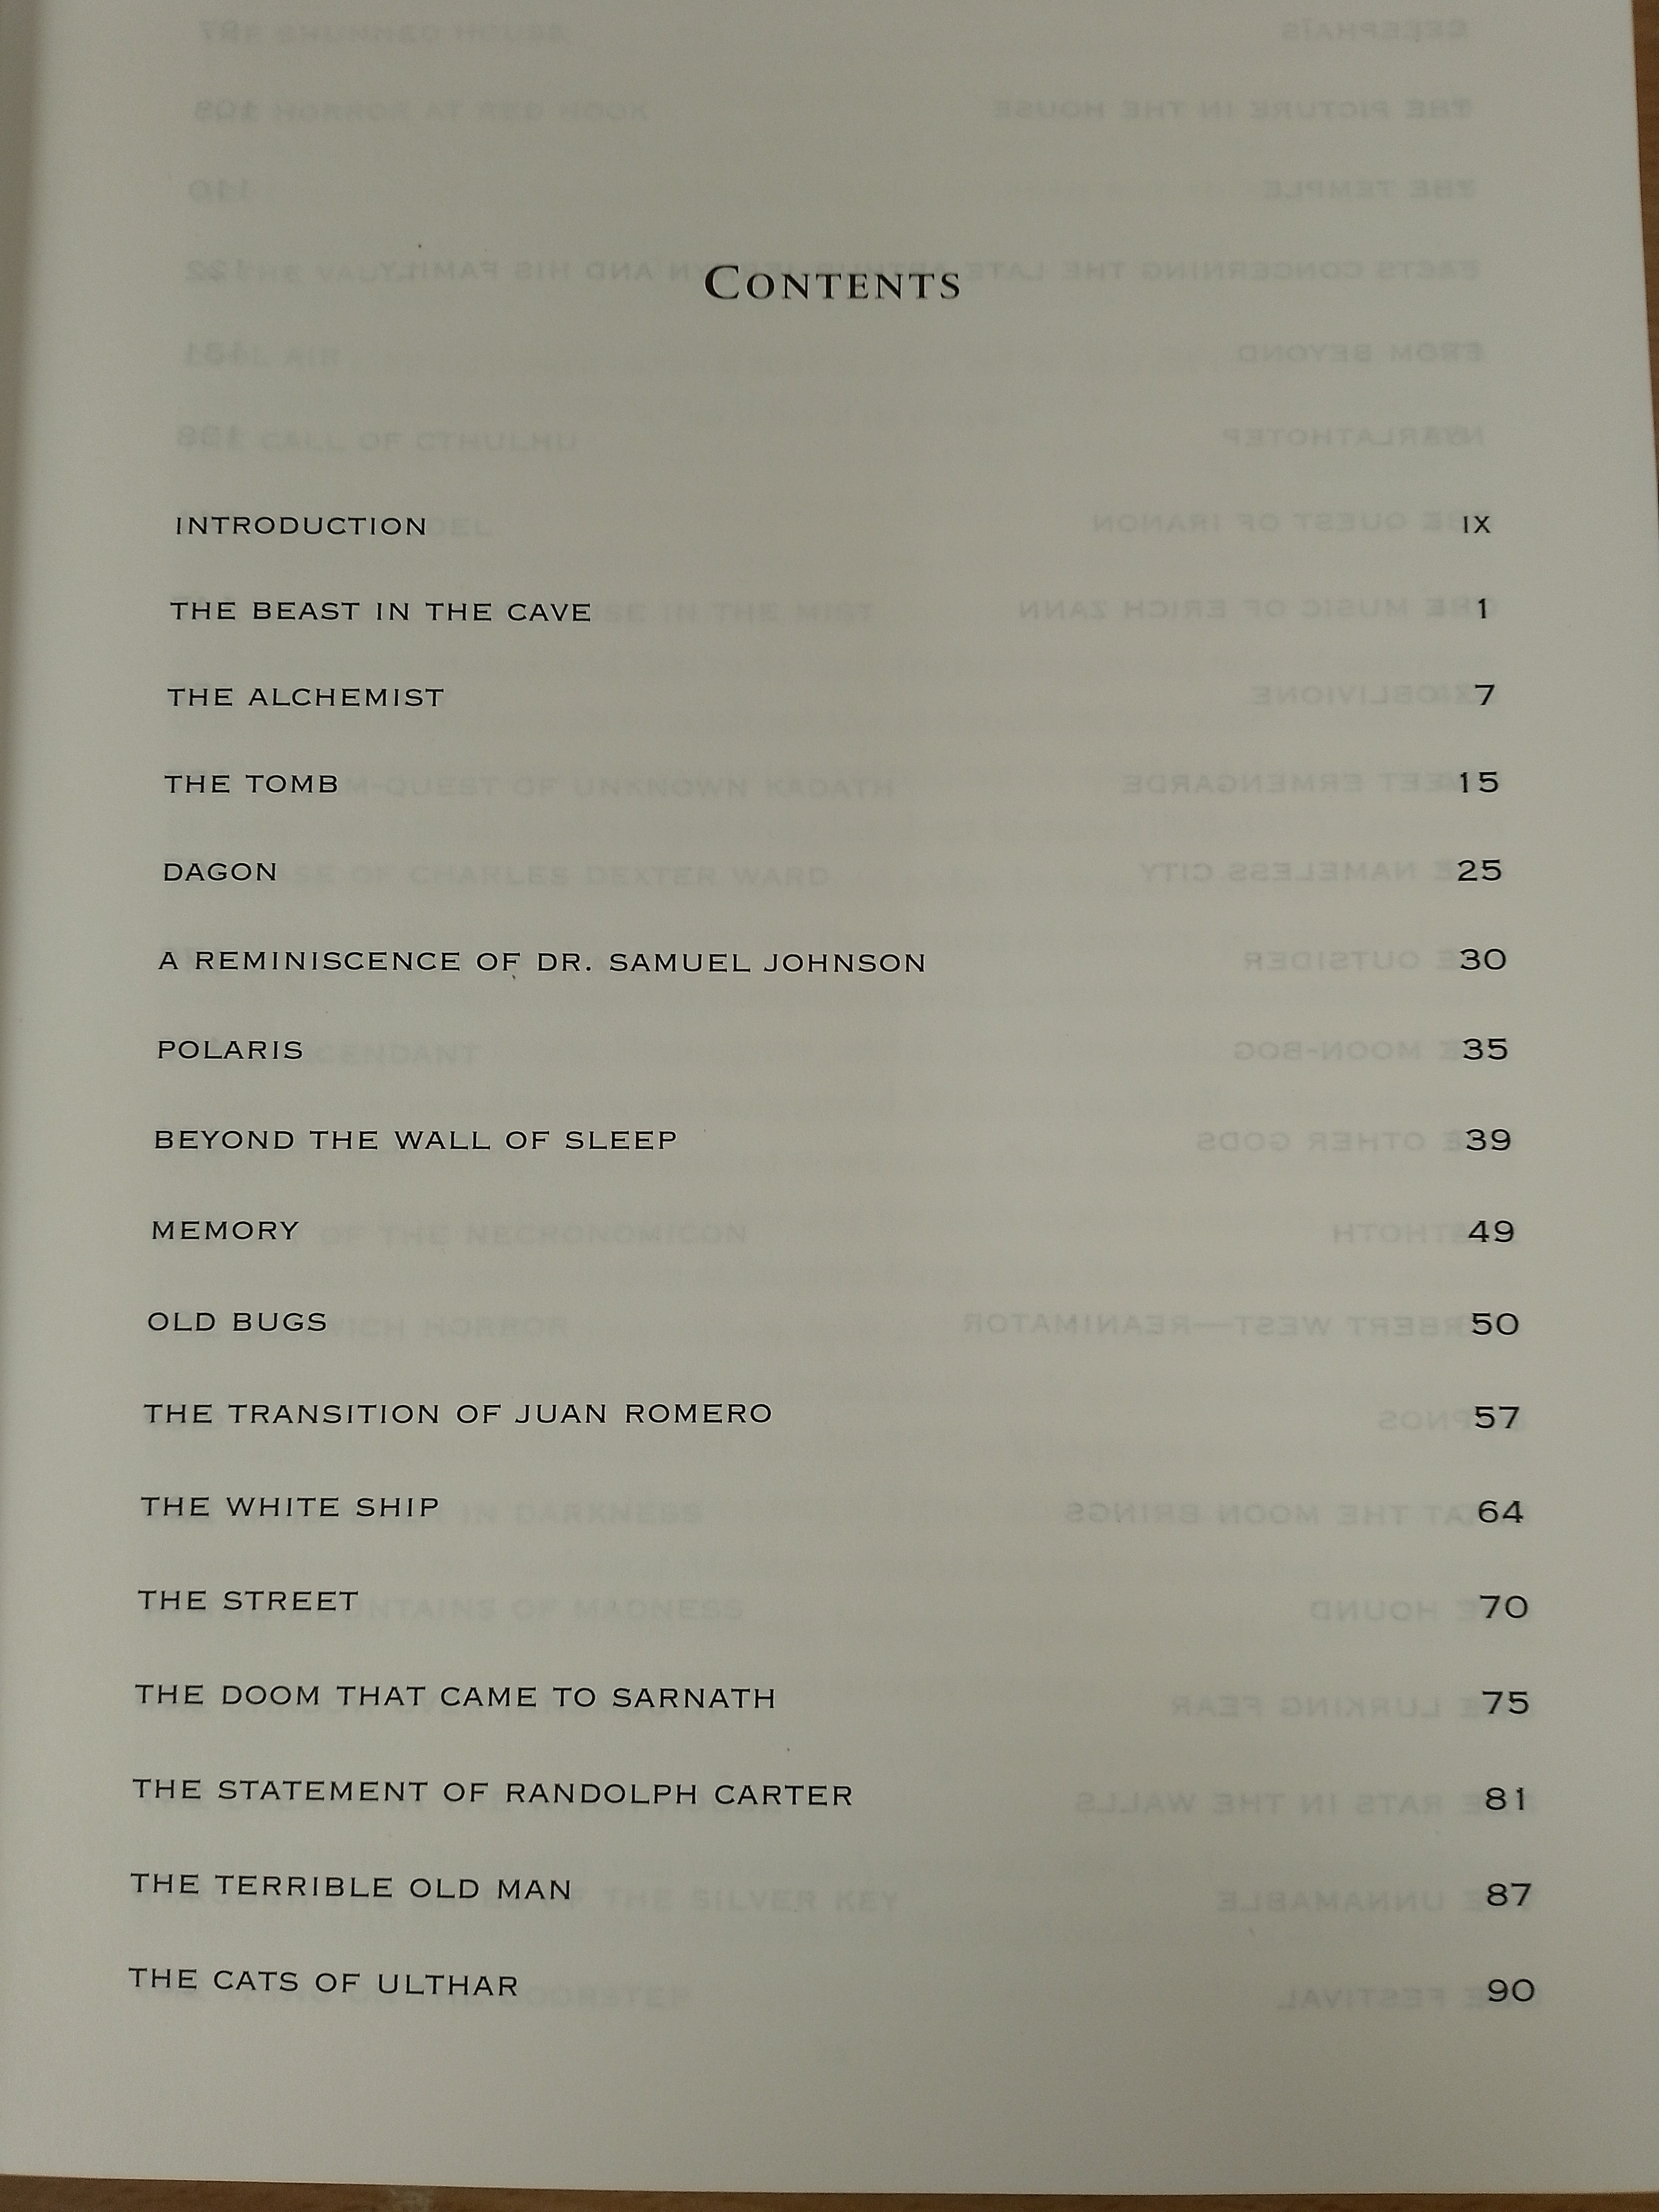 CONTENTS
INTRODUCTION IX
THE BEAST IN THE CAVE 1
THE ALCHEMIST 7
THE TOMB 15
DAGON 25
A REMINISCENCE OF DR. SAMUEL JOHNSON 30
POLARIS 35
BEYOND THE WALL OF SLEEP 39
MEMORY 49
OLD BUGS 50
THE TRANSITION OF JUAN ROMERO 57
THE WHITE SHIP 64
THE STREET 70
THE DOOM THAT CAME TO SARNATH 75
THE STATEMENT OF RANDOLPH CARTER 81
THE TERRIBLE OLD MAN 87
THE CATS OF ULTHAR 90